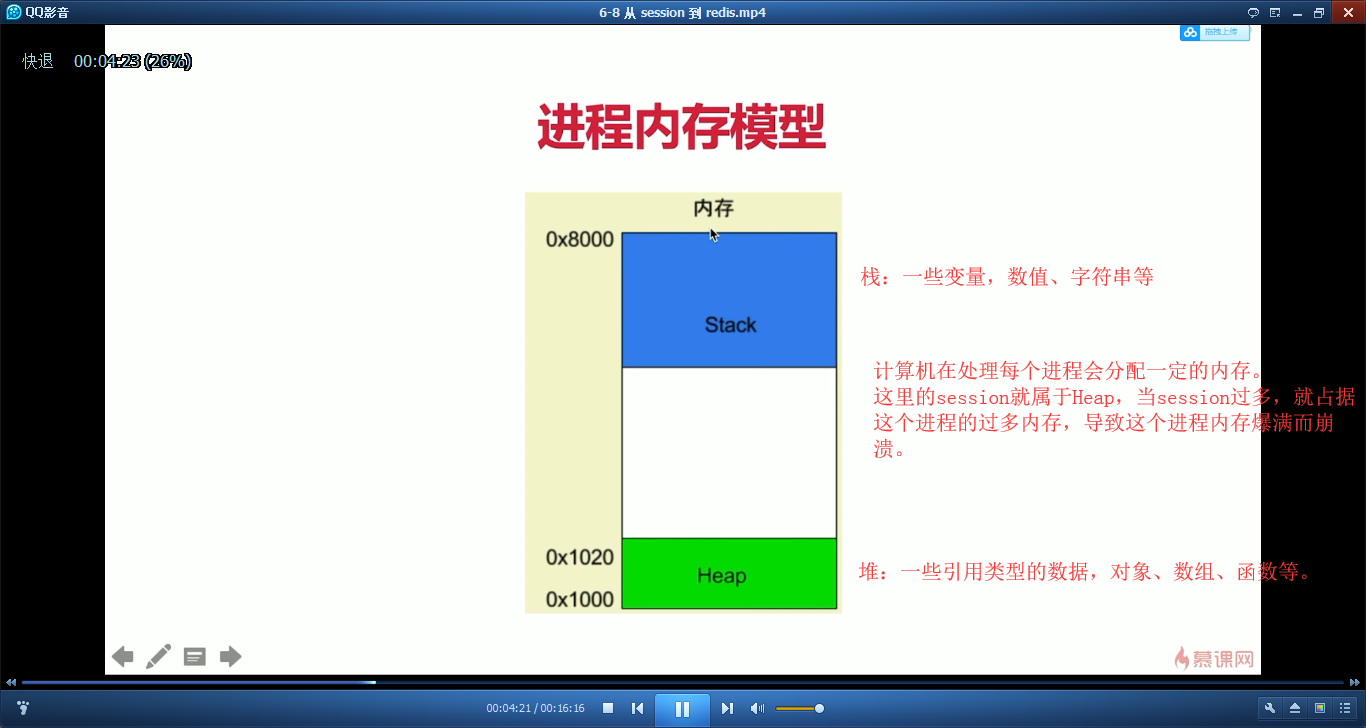 QQ影音
6-8 从 session 到 redis.mp4
拖拽上传
快退 00:04:23 (26%)
进程内存模型
内存
0x8000
Stack
栈：一些变量，数值、字符串等
计算机在处理每个进程会分配一定的内存。
这里的session就属于Heap，当session过多，就占据
这个进程的过多内存，导致这个进程内存爆满而崩
溃。
0x1020
Heap
0x1000
堆：一些引用类型的数据，对象、数组、函数等。
慕课网
00:04:21 / 00:16:16